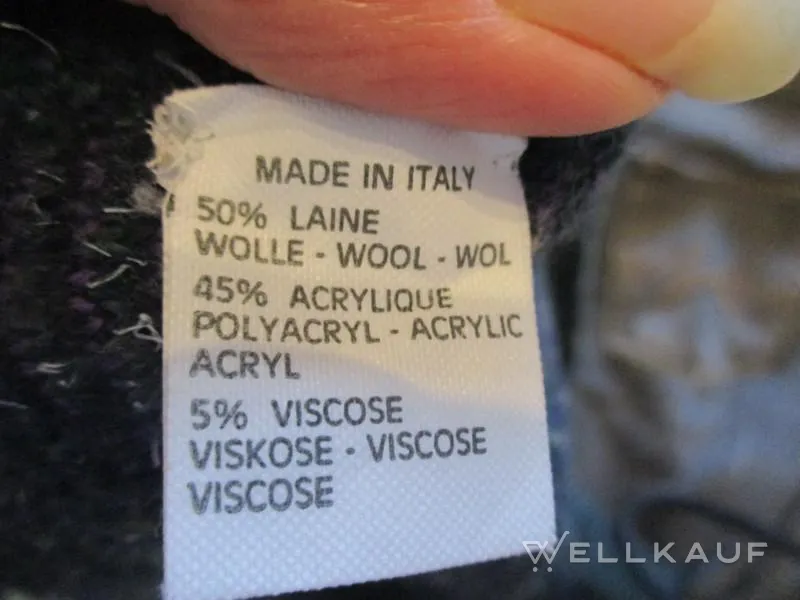 MADE IN ITALY
50% LAINE
WOLLE - WOOL - WOL
45% ACRYLIQUE
POLYACRYL - ACRYLIC
ACRYL
5% VISCOSE
VISKOSE - VISCOSE
VISCOSE
WELLKAUF